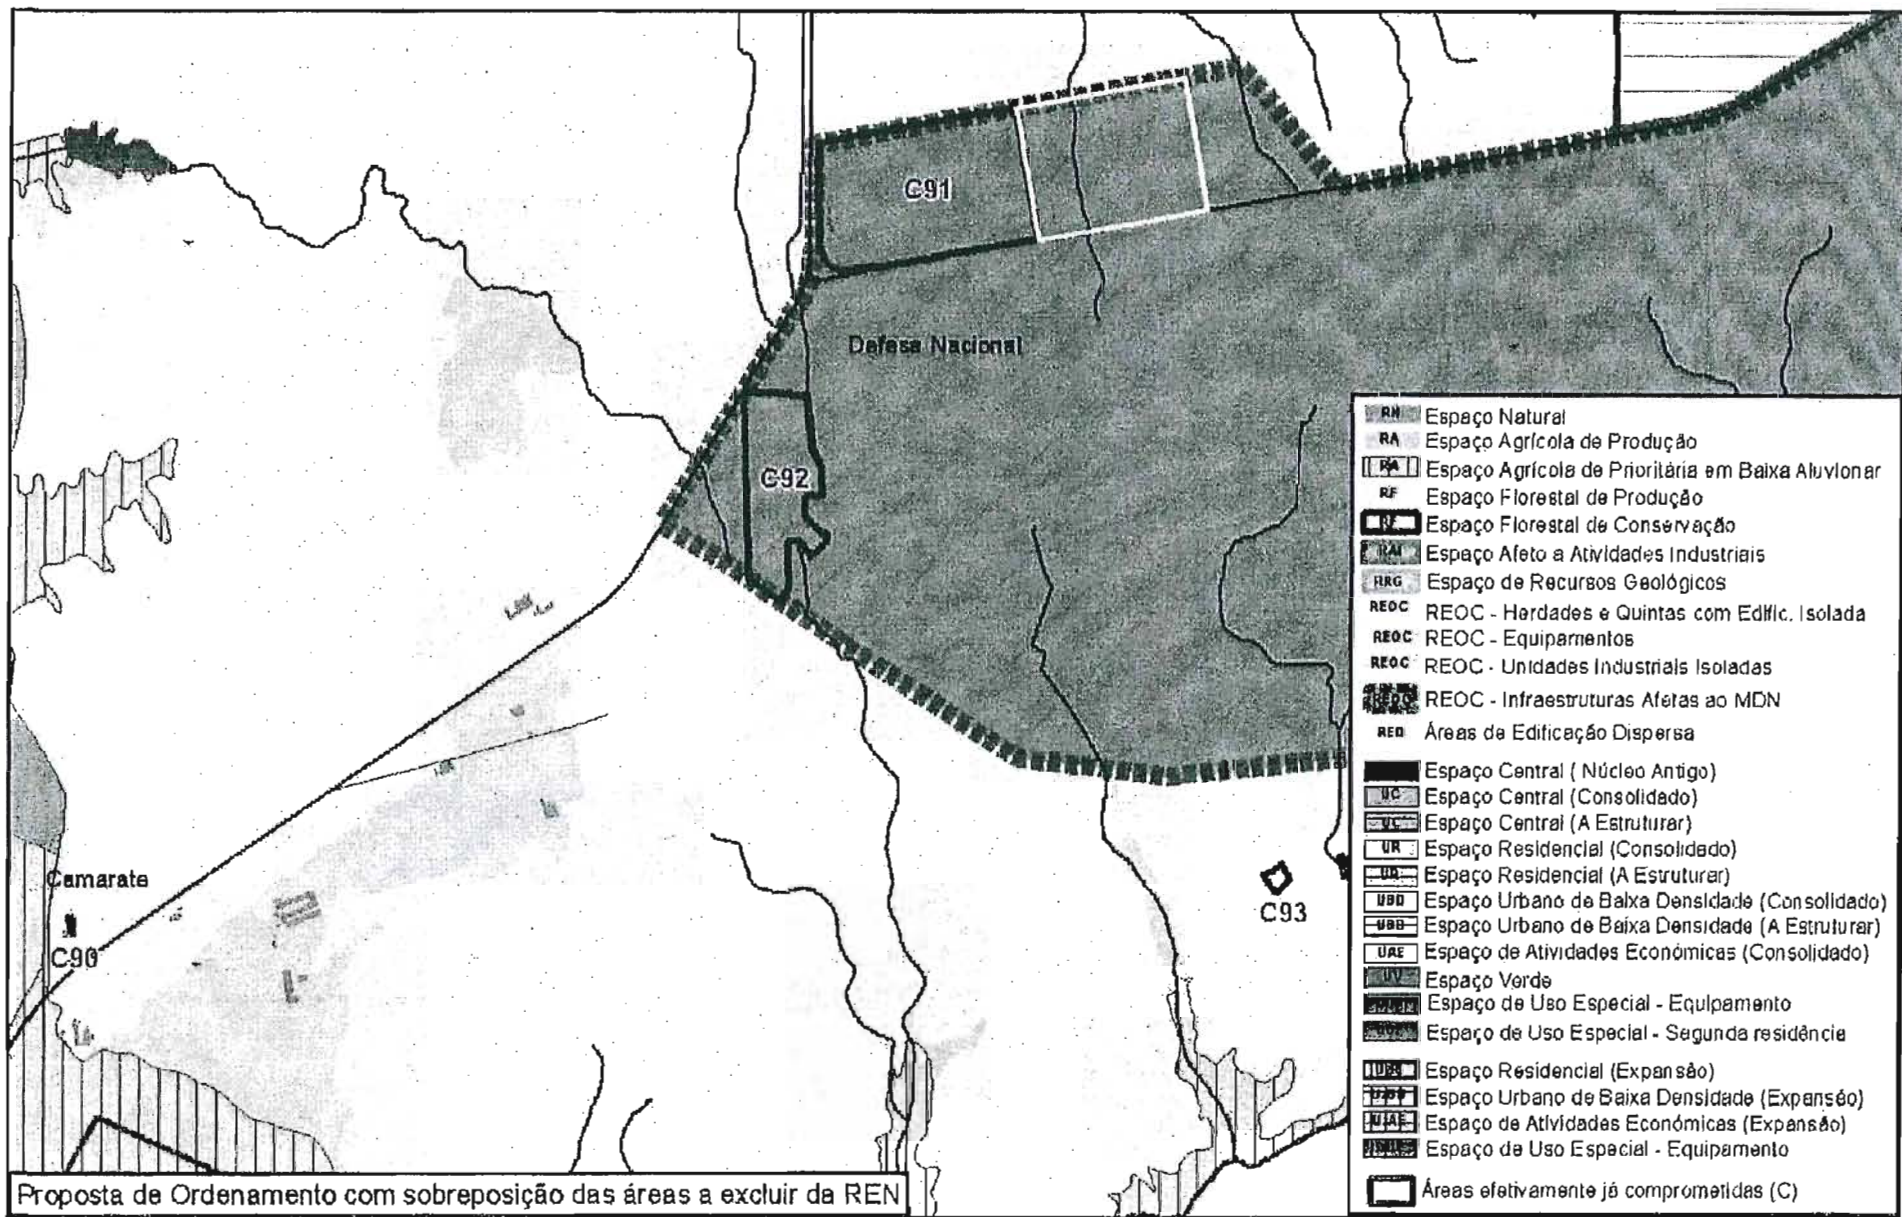 C91
Defesa Nacional
C92
Camarate
C90
C93
RN Espaço Natural
RA Espaço Agrícola de Produção
RA Espaço Agrícola de Prioritária em Baixa Aluvionar
RF Espaço Florestal de Produção
RF Espaço Florestal de Conservação
RAI Espaço Afeto a Atividades Industriais
RRG Espaço de Recursos Geológicos
REOC REOC - Herdades e Quintas com Edific. Isolada
REOC REOC - Equipamentos
REOC REOC - Unidades Industriais Isoladas
REOC REOC - Infraestruturas Afetas ao MDN
RED Áreas de Edificação Dispersa
Espaço Central ( Núcleo Antigo)
UC Espaço Central (Consolidado)
UC Espaço Central (A Estruturar)
UR Espaço Residencial (Consolidado)
UR Espaço Residencial (A Estruturar)
UBD Espaço Urbano de Baixa Densidade (Consolidado)
UBD Espaço Urbano de Baixa Densidade (A Estruturar)
UAE Espaço de Atividades Económicas (Consolidado)
UV Espaço Verde
Espaço de Uso Especial - Equipamento
Espaço de Uso Especial - Segunda residência
Espaço Residencial (Expansão)
Espaço Urbano de Baixa Densidade (Expansão)
UAE Espaço de Atividades Económicas (Expansão)
Espaço de Uso Especial - Equipamento
Áreas efetivamente já comprometidas (C)
Proposta de Ordenamento com sobreposição das áreas a excluir da REN